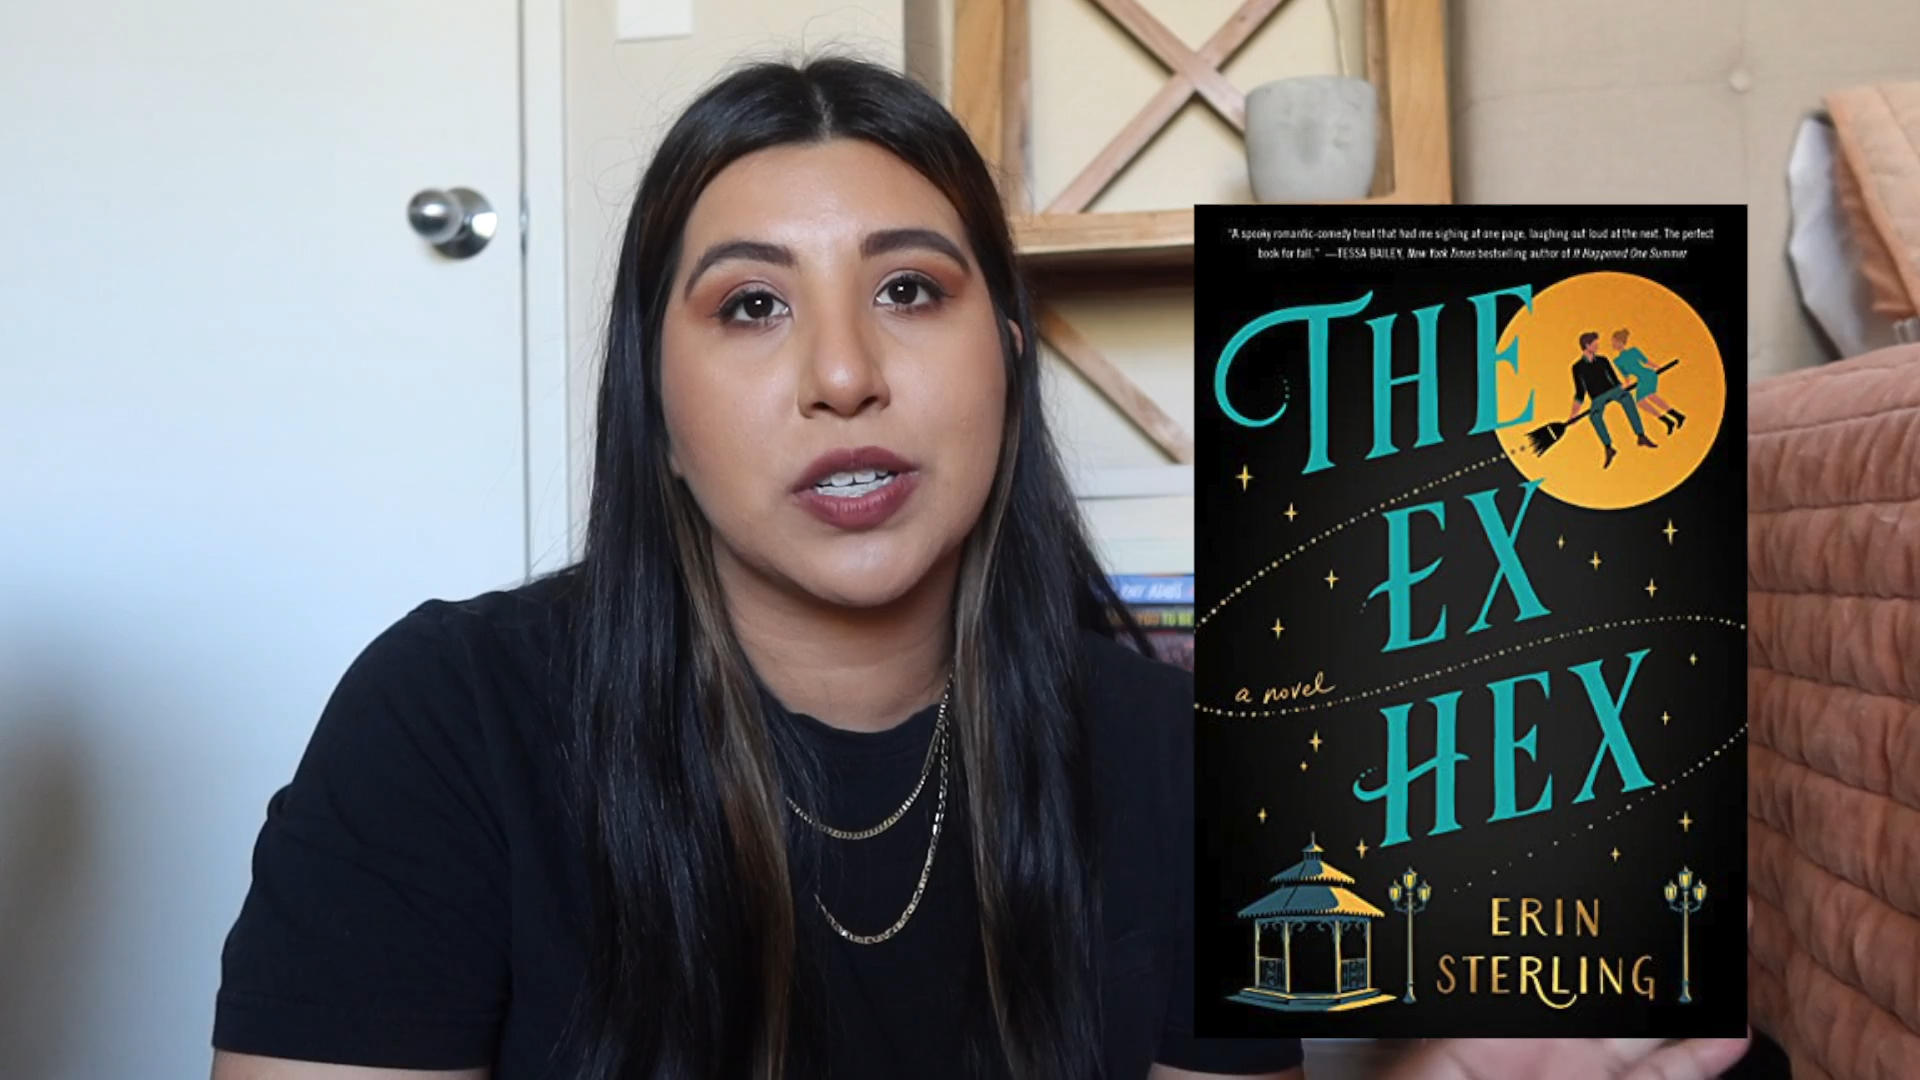 "A spooky romantic-comedy treat that had me sighing at one page, laughing out loud at the next. The perfect
book for fall." —TESSA BAILEY, New York Times bestselling author of It Happened One Summer
THE
EX
a novel
HEX
ERIN
STERLING